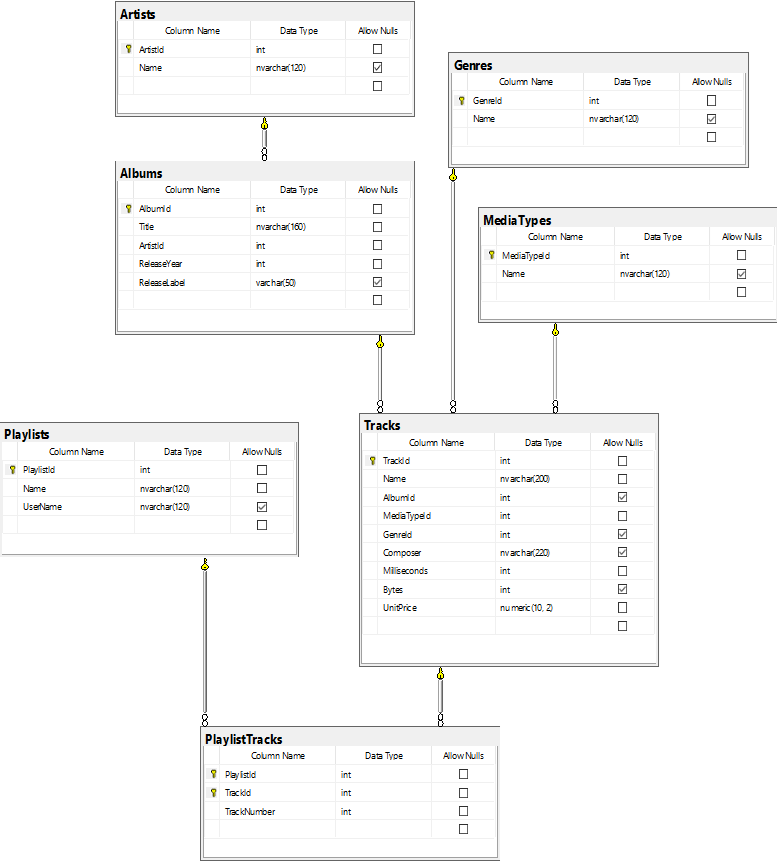 Artists
Column Name Data Type Allow Nulls
ArtistId int
Name nvarchar(120)
Genres
Column Name Data Type Allow Nulls
GenreId int
Name nvarchar(120)
Albums
Column Name Data Type Allow Nulls
AlbumId int
Title nvarchar(160)
ArtistId int
ReleaseYear int
ReleaseLabel varchar(50)
MediaTypes
Column Name Data Type Allow Nulls
MediaTypeId int
Name nvarchar(120)
Playlists
Column Name Data Type Allow Nulls
PlaylistId int
Name nvarchar(120)
UserName nvarchar(120)
Tracks
Column Name Data Type Allow Nulls
TrackId int
Name nvarchar(200)
AlbumId int
MediaTypeId int
GenreId int
Composer nvarchar(220)
Milliseconds int
Bytes int
UnitPrice numeric(10, 2)
PlaylistTracks
Column Name Data Type Allow Nulls
PlaylistId int
TrackId int
TrackNumber int